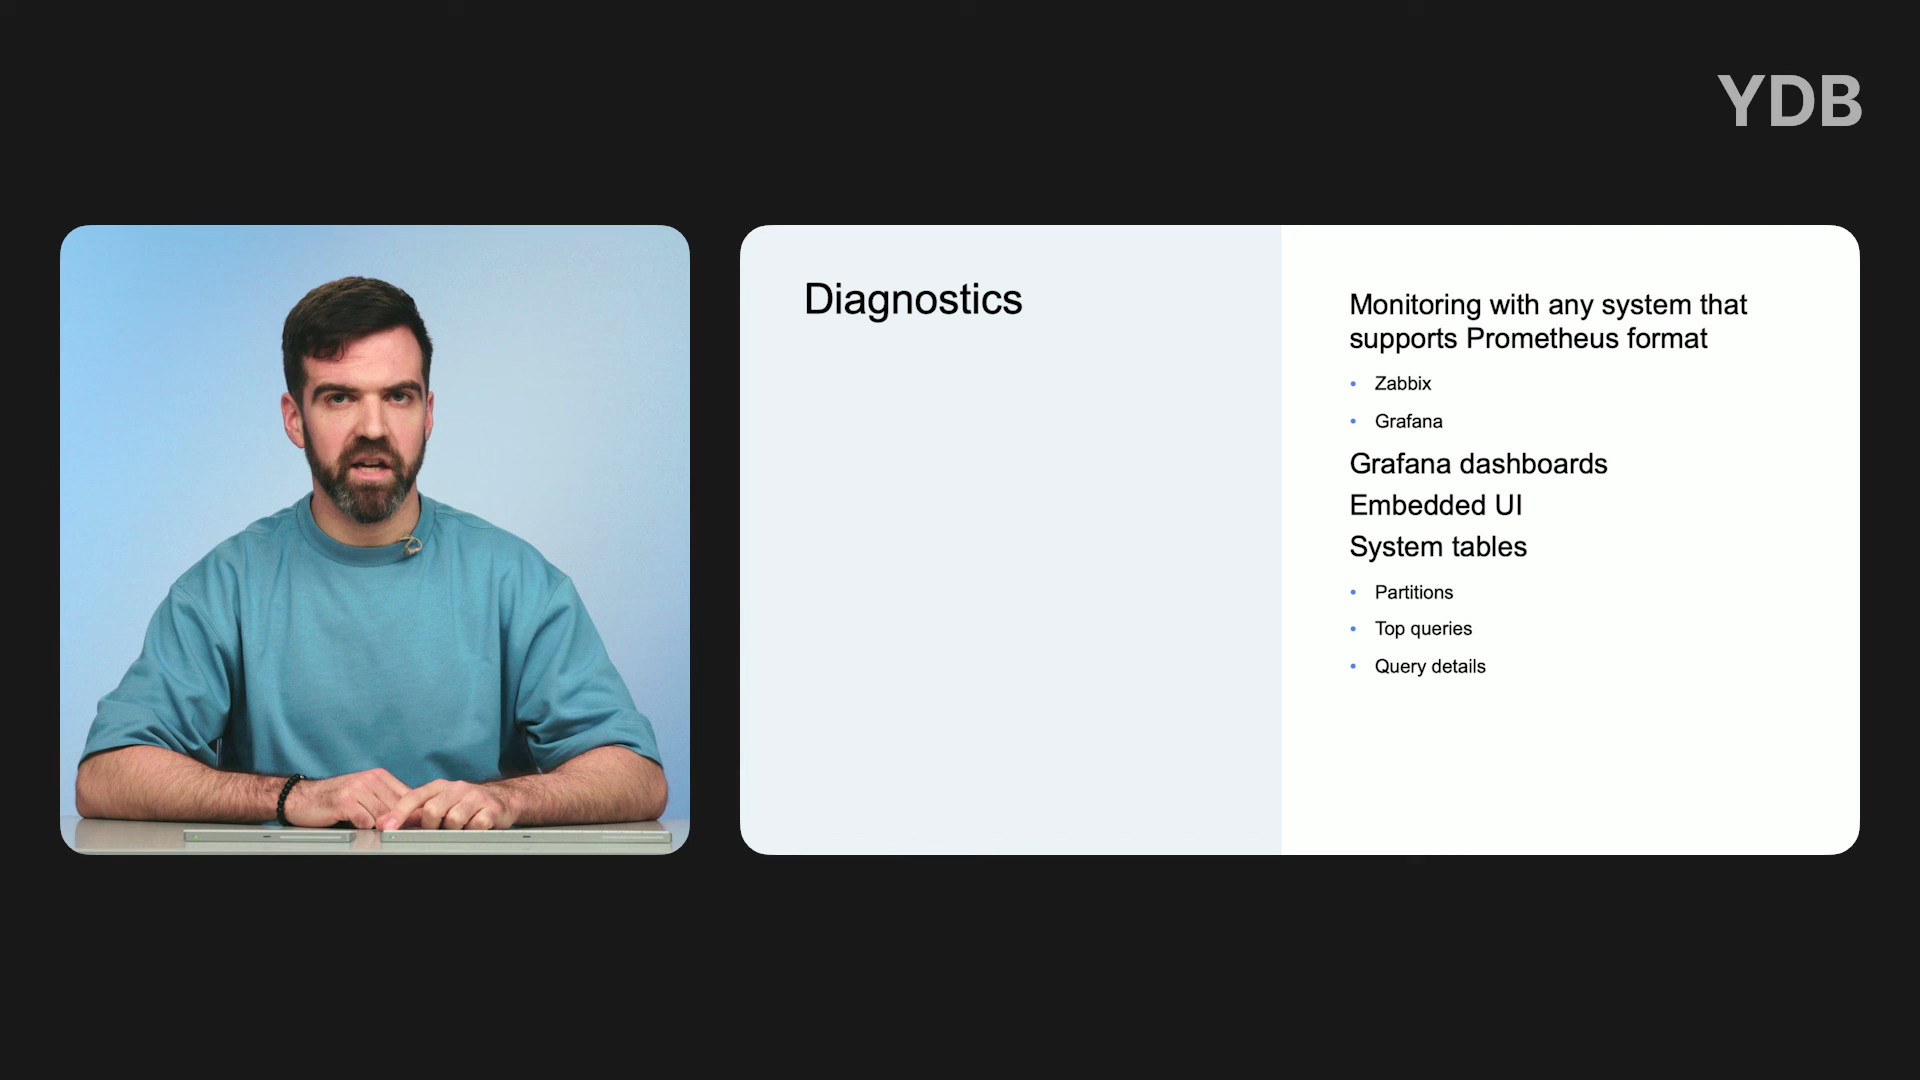 YDB
Diagnostics
Monitoring with any system that
supports Prometheus format
• Zabbix
• Grafana
Grafana dashboards
Embedded UI
System tables
• Partitions
• Top queries
• Query details